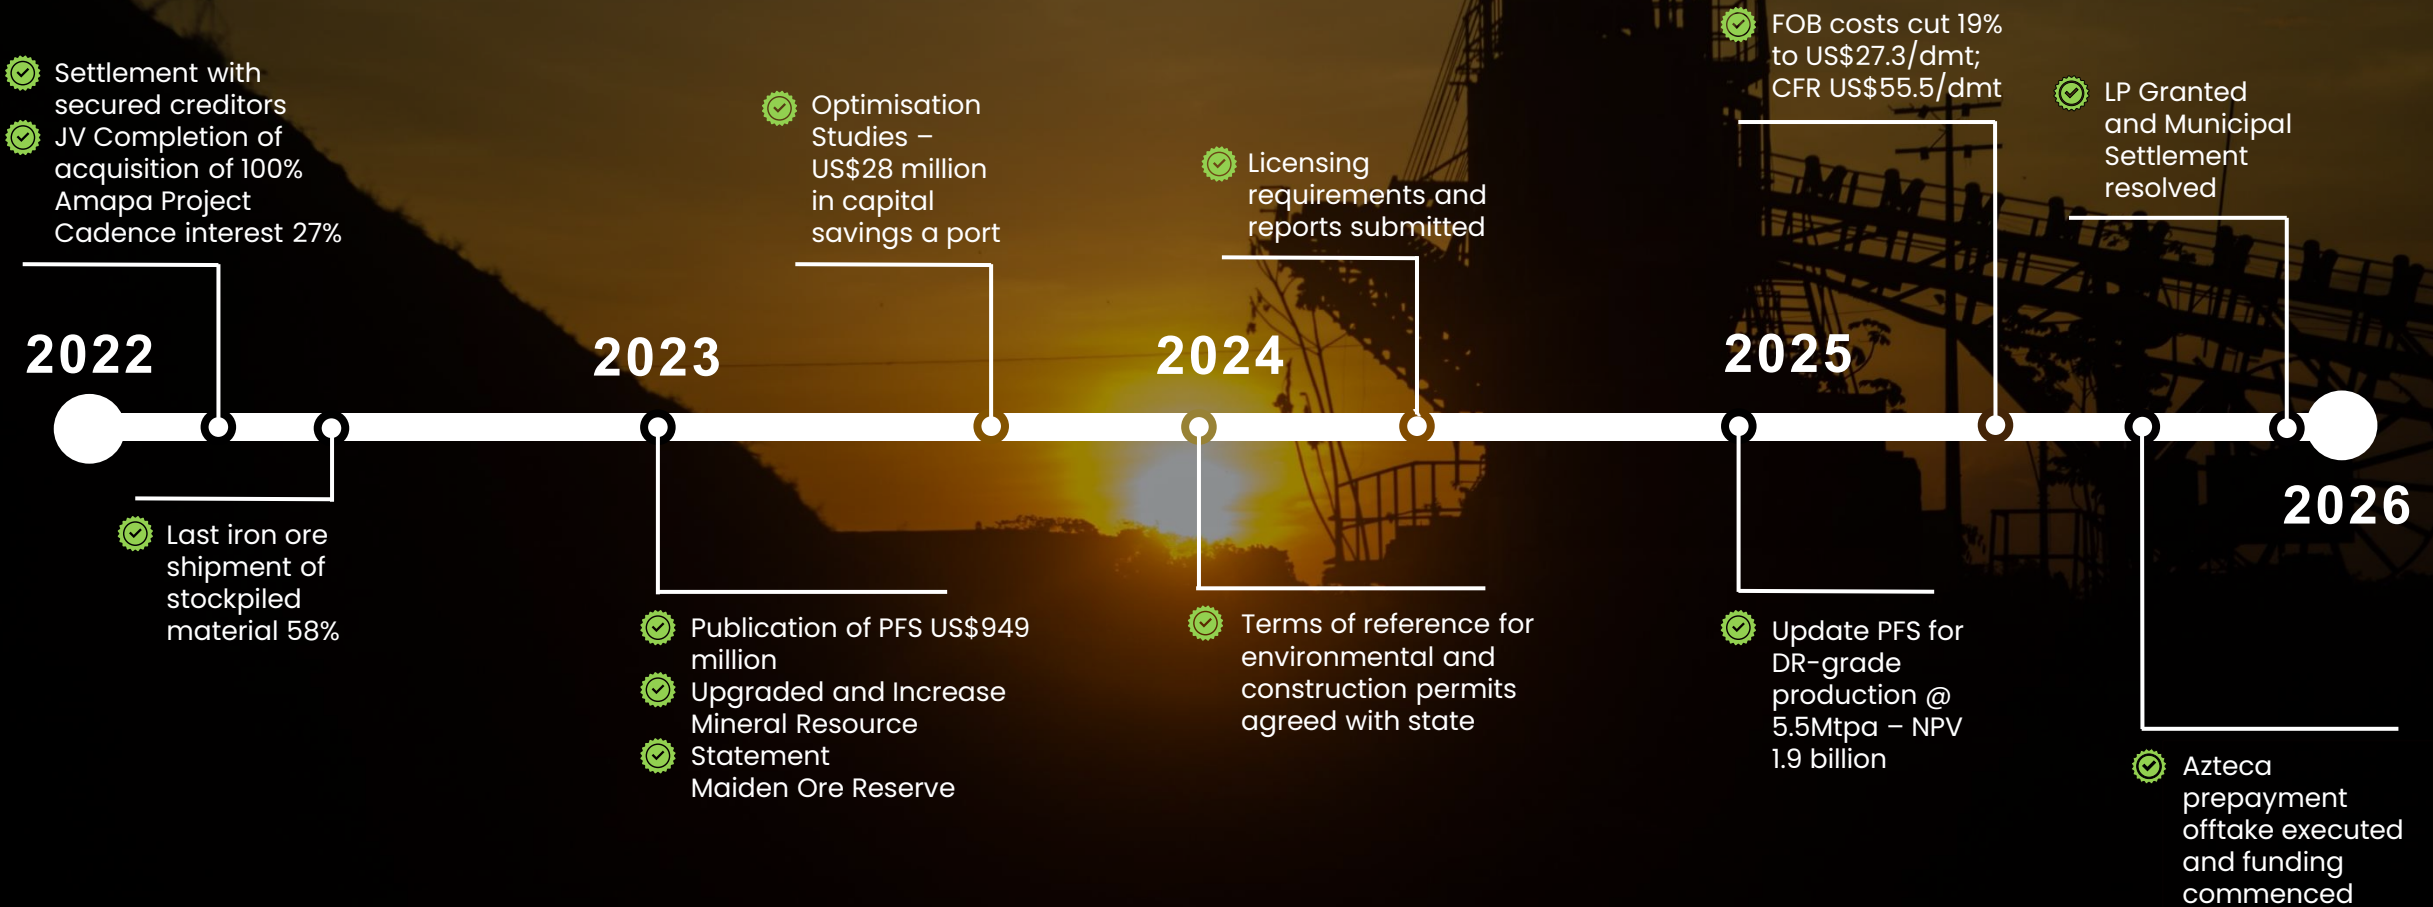 Settlement with
secured creditors
JV Completion of
acquisition of 100%
Amapa Project
Cadence interest 27%
2022
Last iron ore
shipment of
stockpiled
material 58%
2023
Publication of PFS US$949
million
Upgraded and Increase
Mineral Resource
Statement
Maiden Ore Reserve
Optimisation
Studies –
US$28 million
in capital
savings a port
2024
Terms of reference for
environmental and
construction permits
agreed with state
Licensing
requirements and
reports submitted
2025
Update PFS for
DR-grade
production @
5.5Mtpa – NPV
1.9 billion
FOB costs cut 19%
to US$27.3/dmt;
CFR US$55.5/dmt
Azteca
prepayment
offtake executed
and funding
commenced
LP Granted
and Municipal
Settlement
resolved
2026